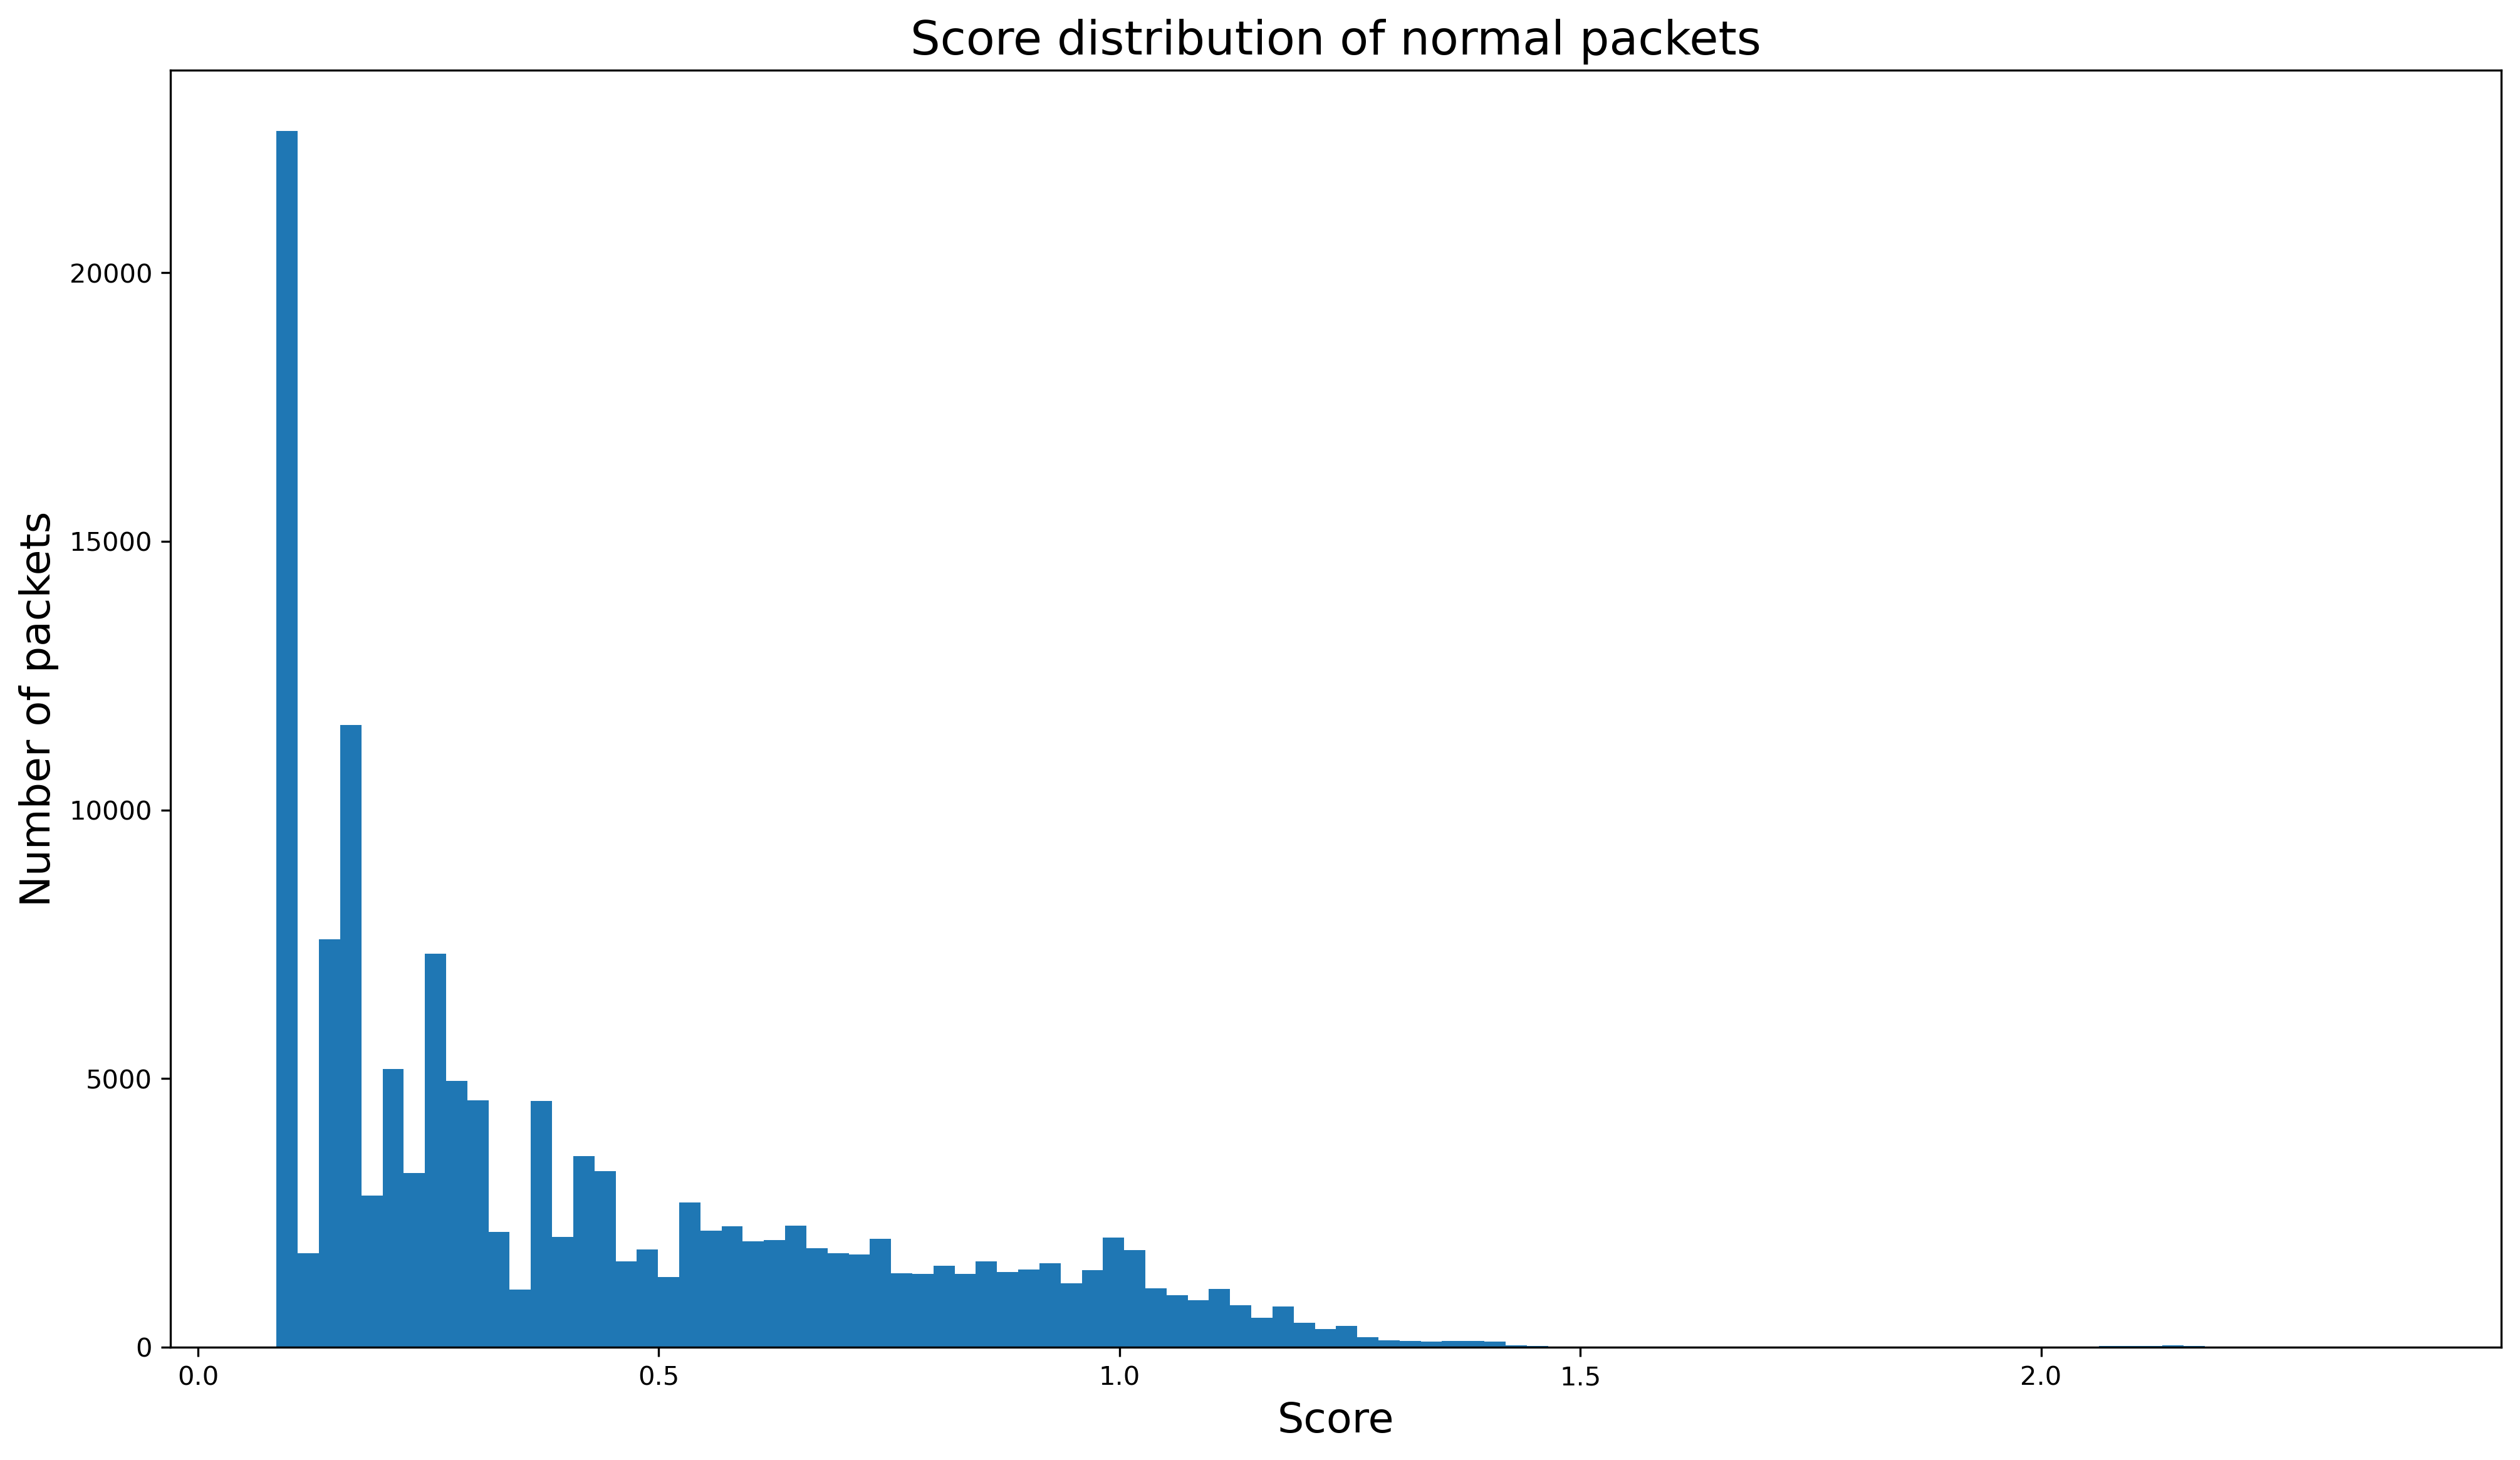 Score distribution of normal packets
Number of packets
20000
15000
10000
5000
0
0.0 0.5 1.0 1.5 2.0
Score